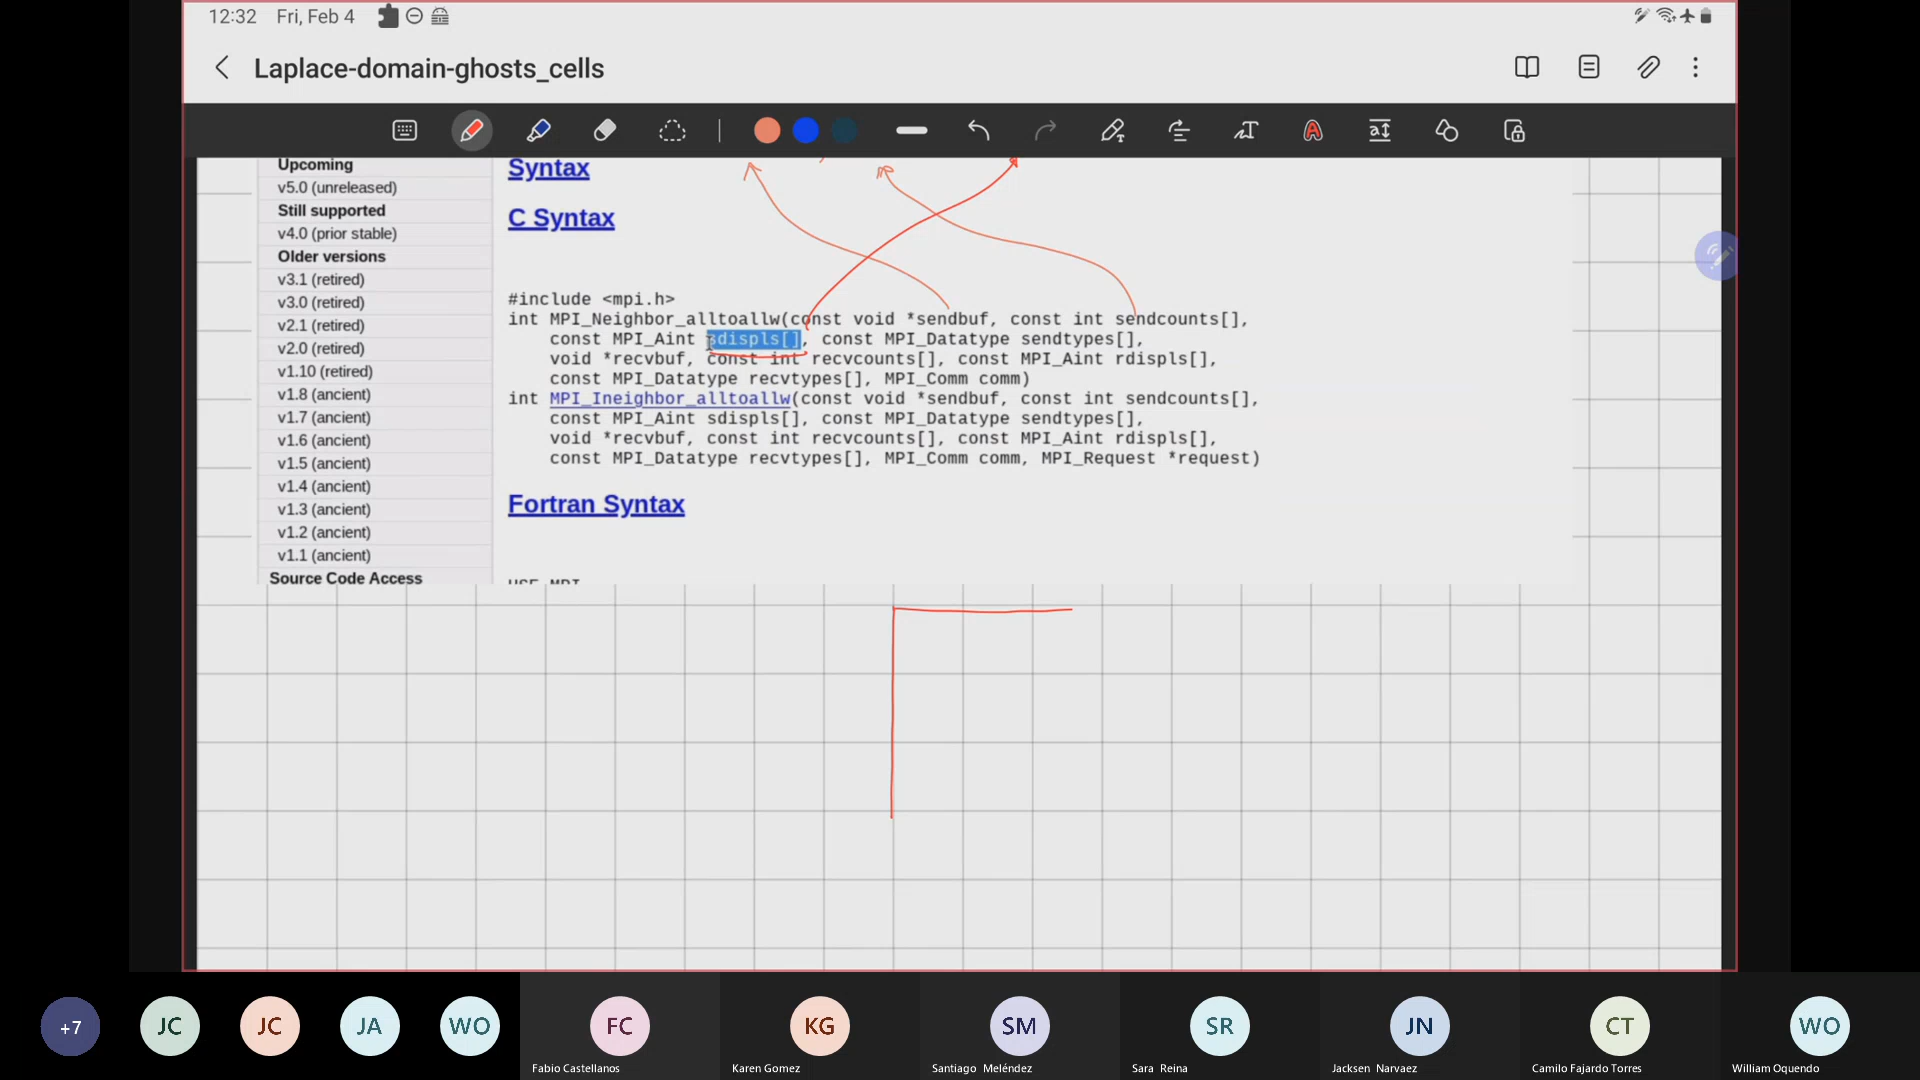 12:32 Fri, Feb 4
Laplace-domain-ghosts_cells
Upcoming
v5.0 (unreleased)
Still supported
v4.0 (prior stable)
Older versions
v3.1 (retired)
v3.0 (retired)
v2.1 (retired)
v2.0 (retired)
v1.10 (retired)
v1.8 (ancient)
v1.7 (ancient)
v1.6 (ancient)
v1.5 (ancient)
v1.4 (ancient)
v1.3 (ancient)
v1.2 (ancient)
v1.1 (ancient)
Source Code Access
Syntax
C Syntax
#include <mpi.h>
int MPI_Neighbor_alltoallw(const void *sendbuf, const int sendcounts[],
const MPI_Aint sdispls[], const MPI_Datatype sendtypes[],
void *recvbuf, const int recvcounts[], const MPI_Aint rdispls[],
const MPI_Datatype recvtypes[], MPI_Comm comm)
int MPI_Ineighbor_alltoallw(const void *sendbuf, const int sendcounts[],
const MPI_Aint sdispls[], const MPI_Datatype sendtypes[],
void *recvbuf, const int recvcounts[], const MPI_Aint rdispls[],
const MPI_Datatype recvtypes[], MPI_Comm comm, MPI_Request *request)
Fortran Syntax
USE MPI
+7 JC JC JA WO FC KG SM SR JN CT WO
Fabio Castellanos Karen Gomez Santiago Meléndez Sara Reina Jacksen Narvaez Camilo Fajardo Torres William Oquendo